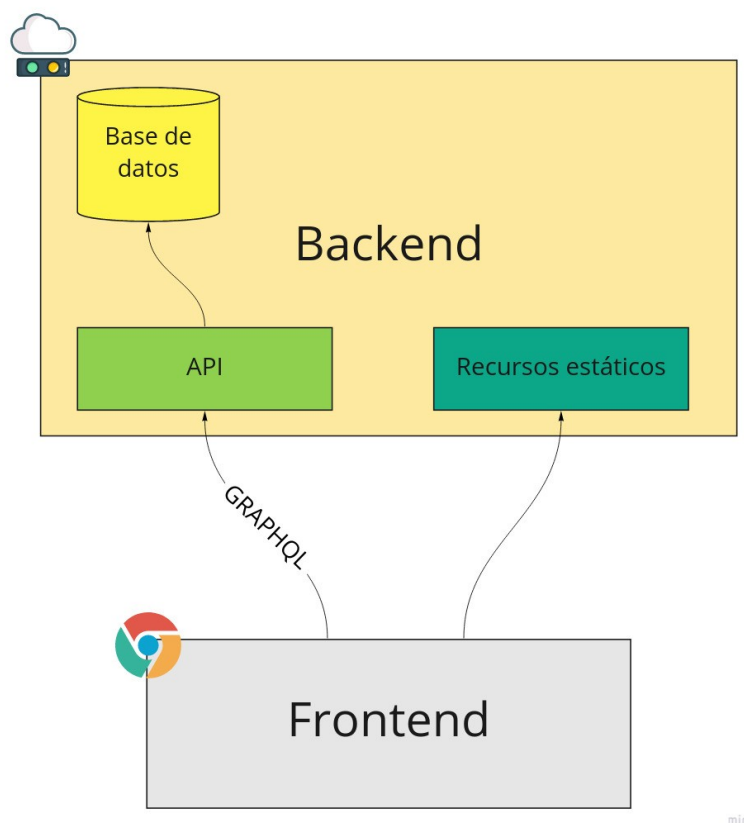 Base de
datos
Backend
API
Recursos estáticos
GRAPHQL
Frontend